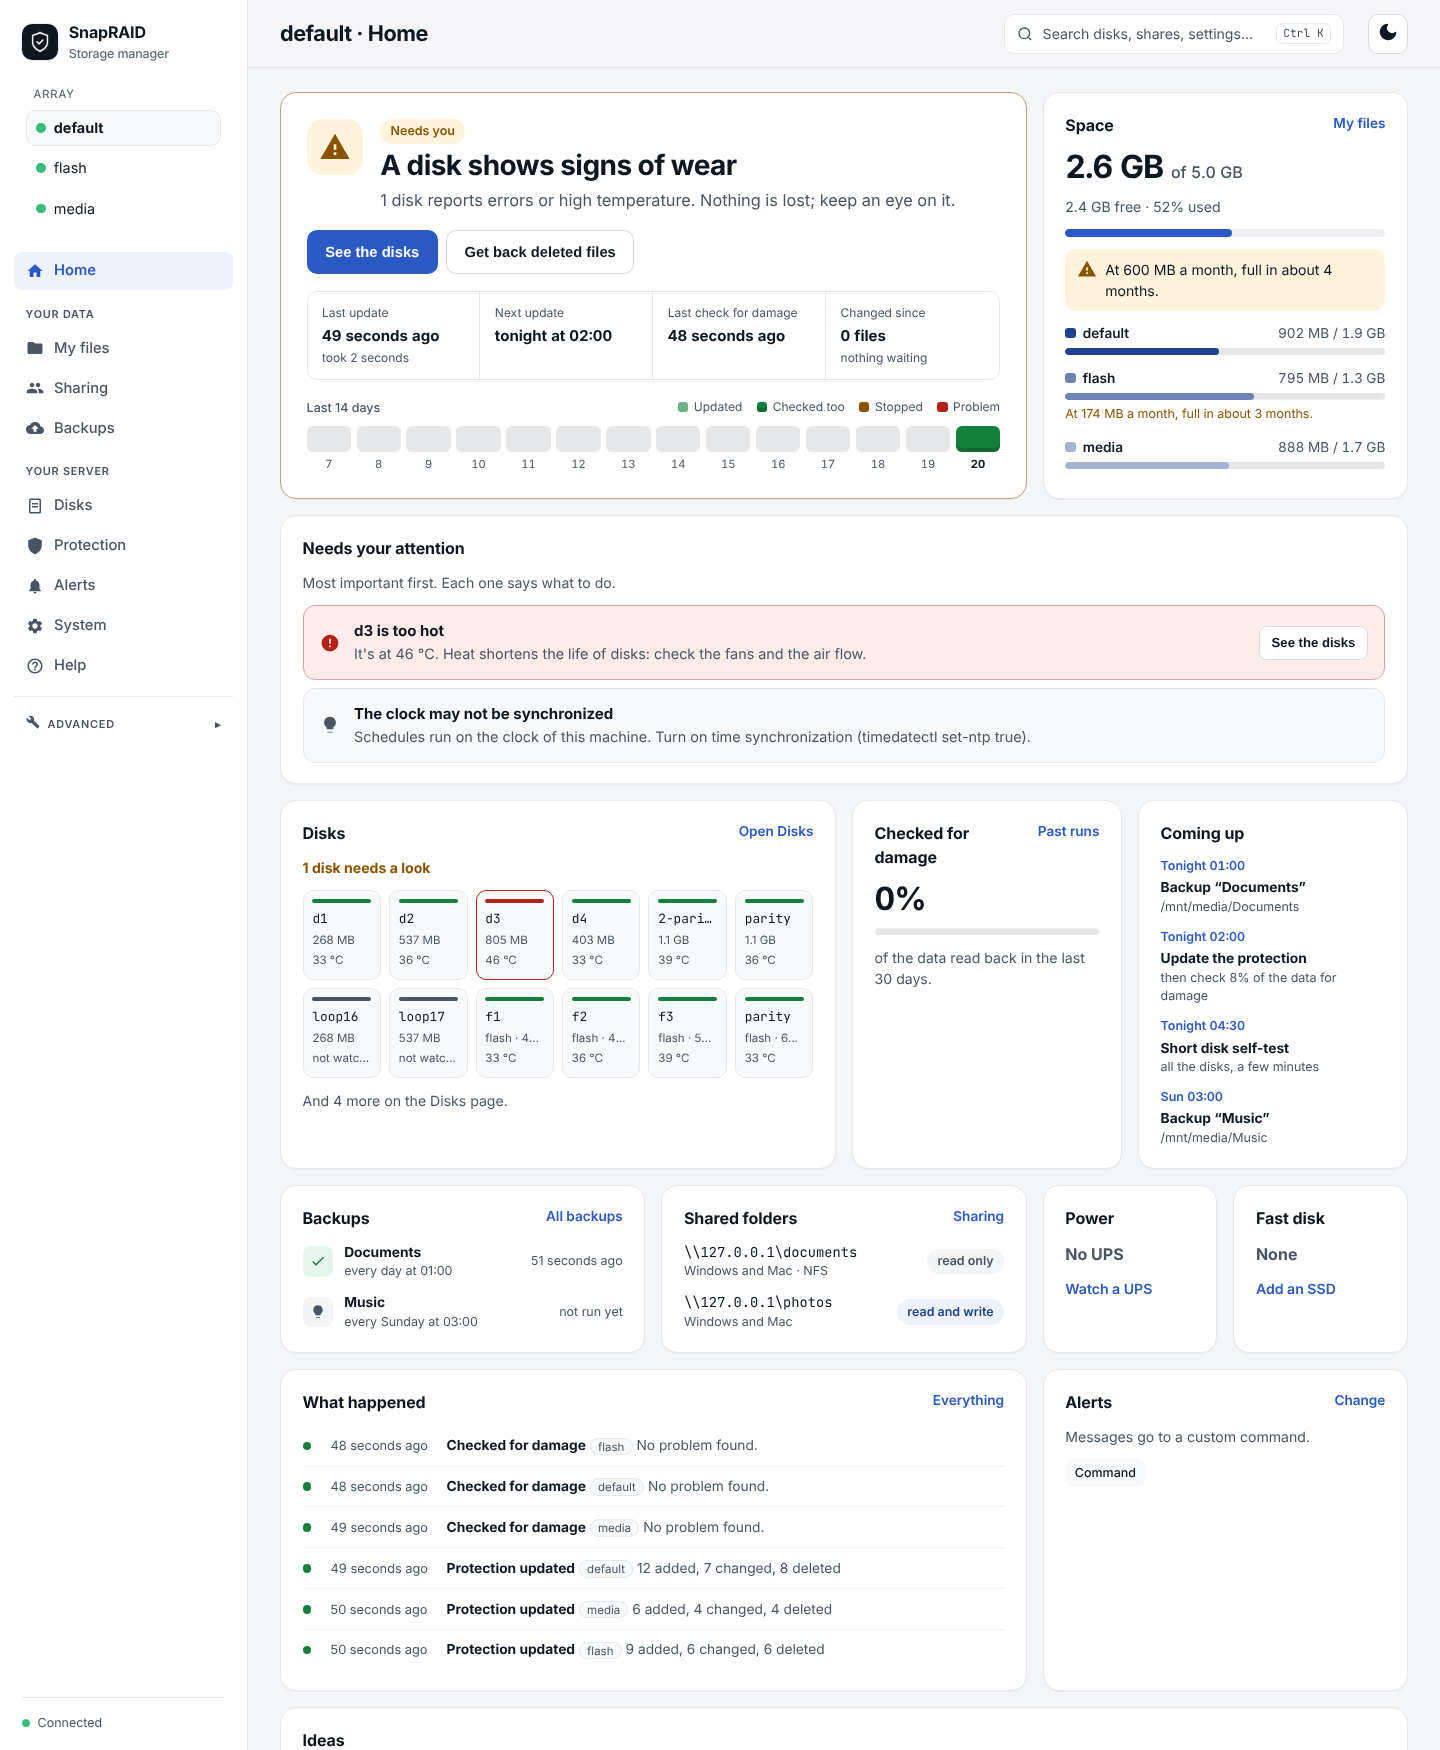 SnapRAID
Storage manager
ARRAY
default
flash
media
Home
YOUR DATA
My files
Sharing
Backups
YOUR SERVER
Disks
Protection
Alerts
System
Help
ADVANCED
Connected
default · Home
Search disks, shares, settings...
Ctrl K
Needs you
A disk shows signs of wear
1 disk reports errors or high temperature. Nothing is lost; keep an eye on it.
See the disks
Get back deleted files
Last update
49 seconds ago
took 2 seconds
Next update
tonight at 02:00
Last check for damage
48 seconds ago
Changed since
0 files
nothing waiting
Last 14 days
Updated
Checked too
Stopped
Problem
7 8 9 10 11 12 13 14 15 16 17 18 19 20
Space
My files
2.6 GB of 5.0 GB
2.4 GB free · 52% used
At 600 MB a month, full in about 4
months.
default 902 MB / 1.9 GB
flash 795 MB / 1.3 GB
At 174 MB a month, full in about 3 months.
media 888 MB / 1.7 GB
Needs your attention
Most important first. Each one says what to do.
d3 is too hot
It's at 46 °C. Heat shortens the life of disks: check the fans and the air flow.
See the disks
The clock may not be synchronized
Schedules run on the clock of this machine. Turn on time synchronization (timedatectl set-ntp true).
Disks
Open Disks
1 disk needs a look
d1
268 MB
33 °C
d2
537 MB
36 °C
d3
805 MB
46 °C
d4
403 MB
33 °C
2-pari…
1.1 GB
39 °C
parity
1.1 GB
36 °C
loop16
268 MB
not watc…
loop17
537 MB
not watc…
f1
flash · 4…
33 °C
f2
flash · 4…
36 °C
f3
flash · 5…
39 °C
parity
flash · 6…
33 °C
And 4 more on the Disks page.
Checked for
damage
Past runs
0%
of the data read back in the last
30 days.
Coming up
Tonight 01:00
Backup “Documents”
/mnt/media/Documents
Tonight 02:00
Update the protection
then check 8% of the data for
damage
Tonight 04:30
Short disk self-test
all the disks, a few minutes
Sun 03:00
Backup “Music”
/mnt/media/Music
Backups
All backups
Documents
every day at 01:00
51 seconds ago
Music
every Sunday at 03:00
not run yet
Shared folders
Sharing
\\127.0.0.1\documents
Windows and Mac · NFS
read only
\\127.0.0.1\photos
Windows and Mac
read and write
Power
No UPS
Watch a UPS
Fast disk
None
Add an SSD
What happened
Everything
48 seconds ago Checked for damage flash No problem found.
48 seconds ago Checked for damage default No problem found.
49 seconds ago Checked for damage media No problem found.
49 seconds ago Protection updated default 12 added, 7 changed, 8 deleted
50 seconds ago Protection updated media 6 added, 4 changed, 4 deleted
50 seconds ago Protection updated flash 9 added, 6 changed, 6 deleted
Alerts
Change
Messages go to a custom command.
Command
Ideas